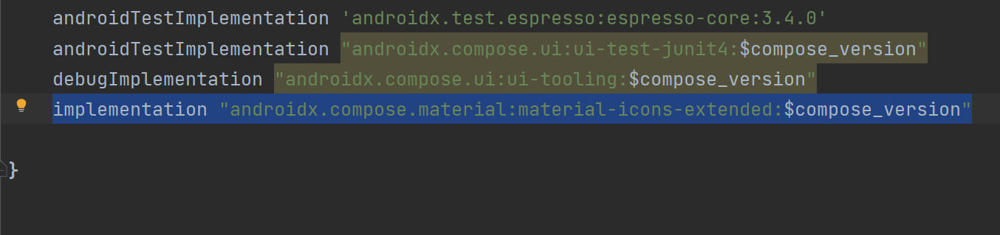 androidTestImplementation 'androidx.test.espresso:espresso-core:3.4.0'
androidTestImplementation "androidx.compose.ui:ui-test-junit4:$compose_version"
debugImplementation "androidx.compose.ui:ui-tooling:$compose_version"
implementation "androidx.compose.material:material-icons-extended:$compose_version"
}